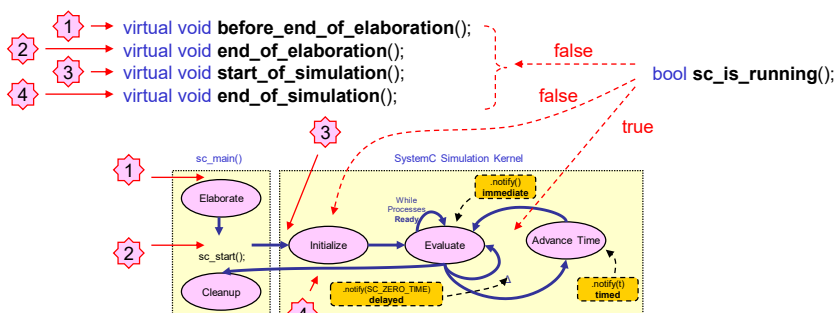 1 virtual void before_end_of_elaboration();
2 virtual void end_of_elaboration();
3 virtual void start_of_simulation();
4 virtual void end_of_simulation();
false
bool sc_is_running();
false
true
3
sc_main()
SystemC Simulation Kernel
1
Elaborate
While
Processes
Ready
.notify()
immediate
2
sc_start();
Initialize
Evaluate
Advance Time
Cleanup
4
.notify(SC_ZERO_TIME)
delayed
.notify(t)
timed